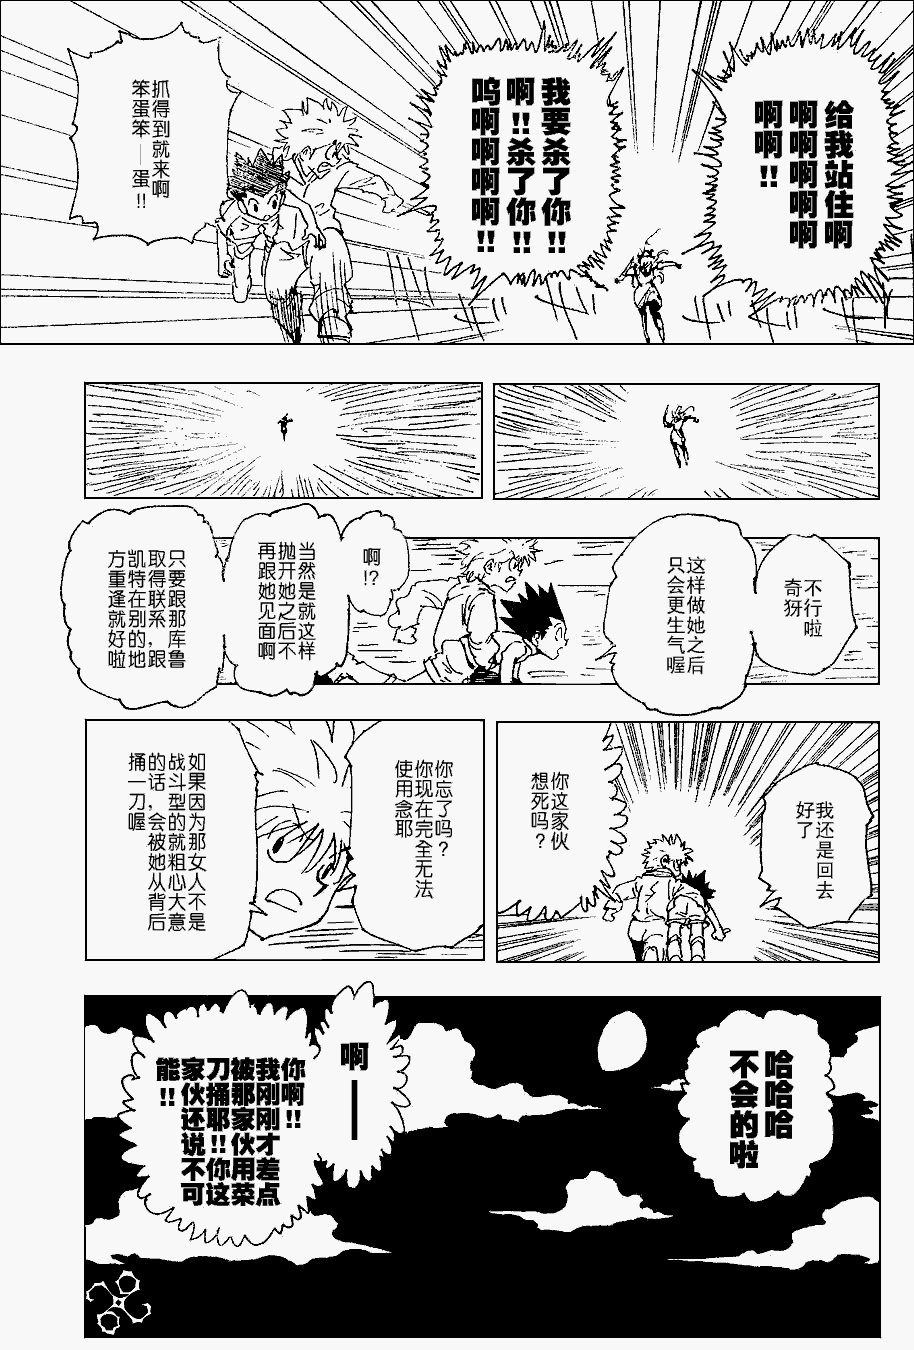 给我站住啊
啊啊啊啊啊
啊啊!!
我要杀了你!!
啊!!杀了你!!
呜啊啊啊啊!!
抓得到就来啊
笨蛋笨—蛋!!
不行啦
奇犽
这样做她之后
只会更生气喔
啊!?
当然是就这样
抛开她之后不
再跟她见面啊
只要跟那库鲁
取得联系,跟
凯特在别的地
方重逢就好啦
我还是回去
好了
你这家伙
想死吗?
你忘了吗?
你现在完全无法
使用念耶
如果因为那女人不是
战斗型的就粗心大意
的话,会被她从背后
捅一刀喔
哈哈哈
不会的啦
啊—
你啊!!
我刚刚才差点
被那家伙用菜
刀捅耶!!你这
家伙还说不可
能!!